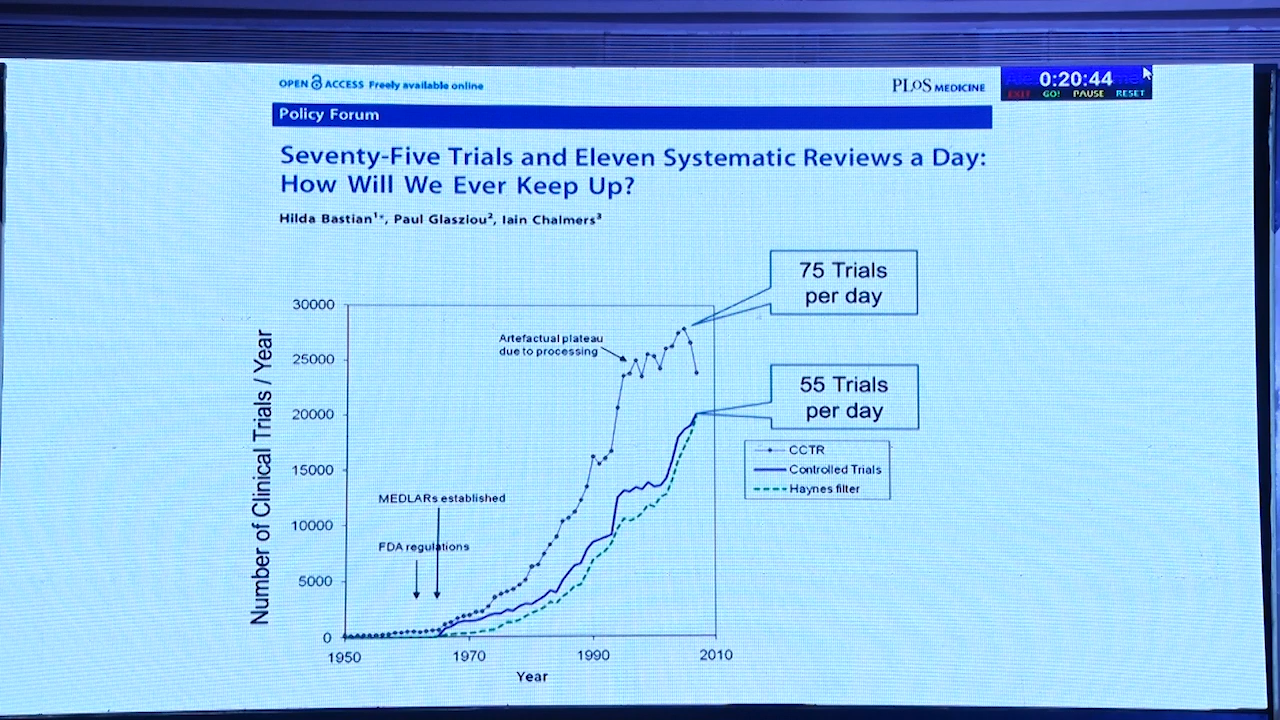 OPEN ACCESS Freely available online
PLoS MEDICINE
0:20:44
EXIT GO! PAUSE RESET
Policy Forum
Seventy-Five Trials and Eleven Systematic Reviews a Day:
How Will We Ever Keep Up?
Hilda Bastian¹*, Paul Glaszlou², Iain Chalmers³
75 Trials
per day
55 Trials
per day
Number of Clinical Trials / Year
30000
25000
20000
15000
10000
5000
0
Artefactual plateau
due to processing
MEDLARs established
FDA regulations
CCTR
Controlled Trials
Haynes filter
1950 1970 1990 2010
Year